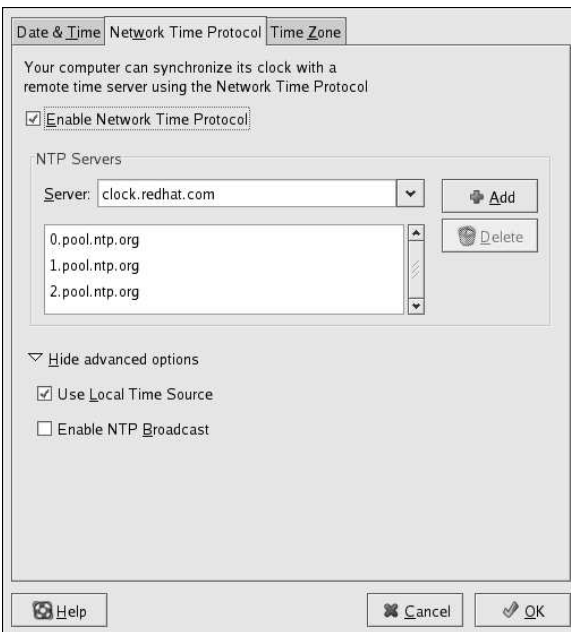 Date & Time Network Time Protocol Time Zone
Your computer can synchronize its clock with a
remote time server using the Network Time Protocol
Enable Network Time Protocol
NTP Servers
Server: clock.redhat.com Add
Delete
0.pool.ntp.org
1.pool.ntp.org
2.pool.ntp.org
Hide advanced options
Use Local Time Source
Enable NTP Broadcast
Help Cancel OK